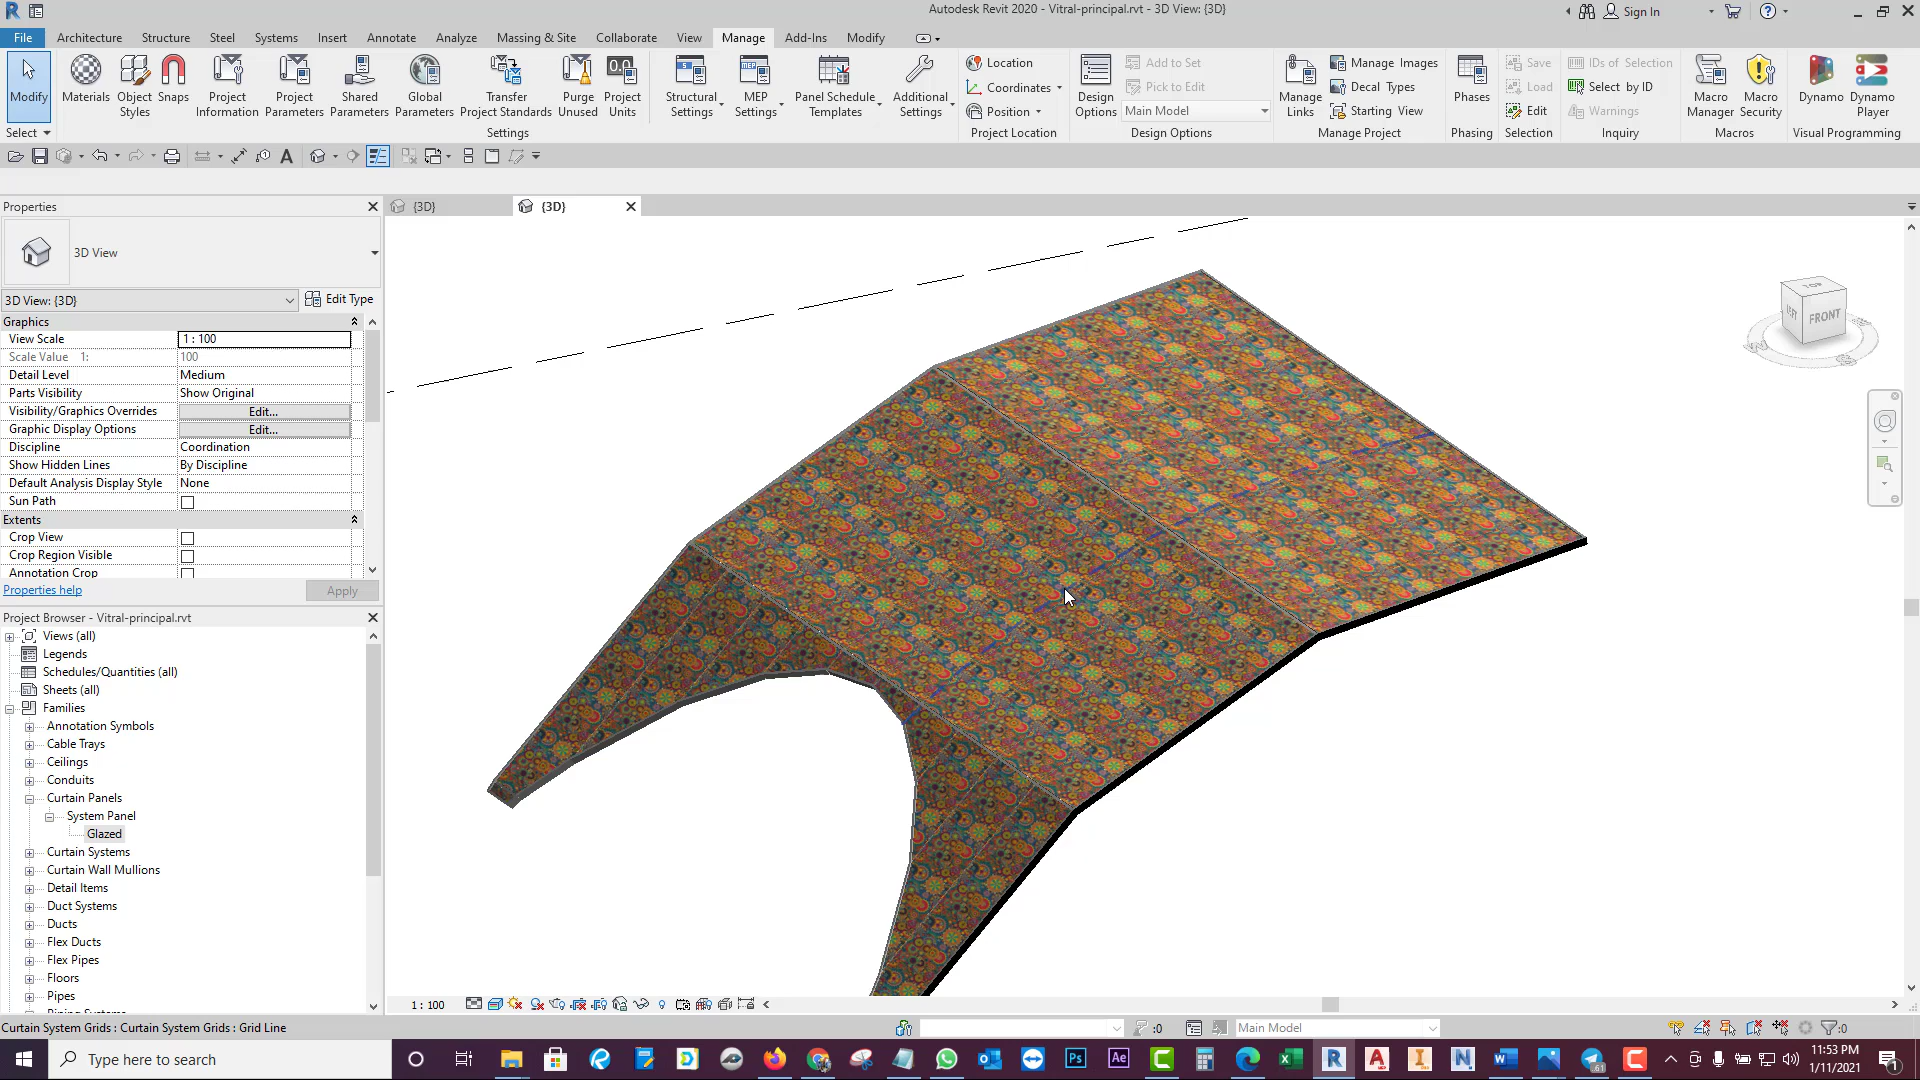 Autodesk Revit 2020 - Vitral-principal.rvt - 3D View: {3D}
Sign In
File Architecture Structure Steel Systems Insert Annotate Analyze Massing & Site Collaborate View Manage Add-Ins Modify
Modify
Select
Materials
Object Styles
Snaps
Project Information
Project Parameters
Shared Parameters
Global Parameters
Transfer Project Standards
Purge Unused
Project Units
Settings
Structural Settings
MEP Settings
Panel Schedule Templates
Additional Settings
Location
Coordinates
Position
Project Location
Design Options
Add to Set
Pick to Edit
Main Model
Design Options
Manage Links
Manage Images
Decal Types
Starting View
Manage Project
Phases
Phasing
Save
Load
Edit
Selection
IDs of Selection
Select by ID
Warnings
Inquiry
Macro Manager
Macro Security
Macros
Dynamo
Dynamo Player
Visual Programming
Properties
{3D}
{3D}
3D View
3D View: {3D}
Edit Type
Graphics
View Scale 1 : 100
Scale Value 1: 100
Detail Level Medium
Parts Visibility Show Original
Visibility/Graphics Overrides Edit...
Graphic Display Options Edit...
Discipline Coordination
Show Hidden Lines By Discipline
Default Analysis Display Style None
Sun Path
Extents
Crop View
Crop Region Visible
Annotation Crop
Properties help
Apply
Project Browser - Vitral-principal.rvt
Views (all)
Legends
Schedules/Quantities (all)
Sheets (all)
Families
Annotation Symbols
Cable Trays
Ceilings
Conduits
Curtain Panels
System Panel
Glazed
Curtain Systems
Curtain Wall Mullions
Detail Items
Duct Systems
Ducts
Flex Ducts
Flex Pipes
Floors
Pipes
TOP
LEFT
FRONT
1 : 100
Curtain System Grids : Curtain System Grids : Grid Line
:0
Main Model
:0
Type here to search
11:53 PM
1/11/2021